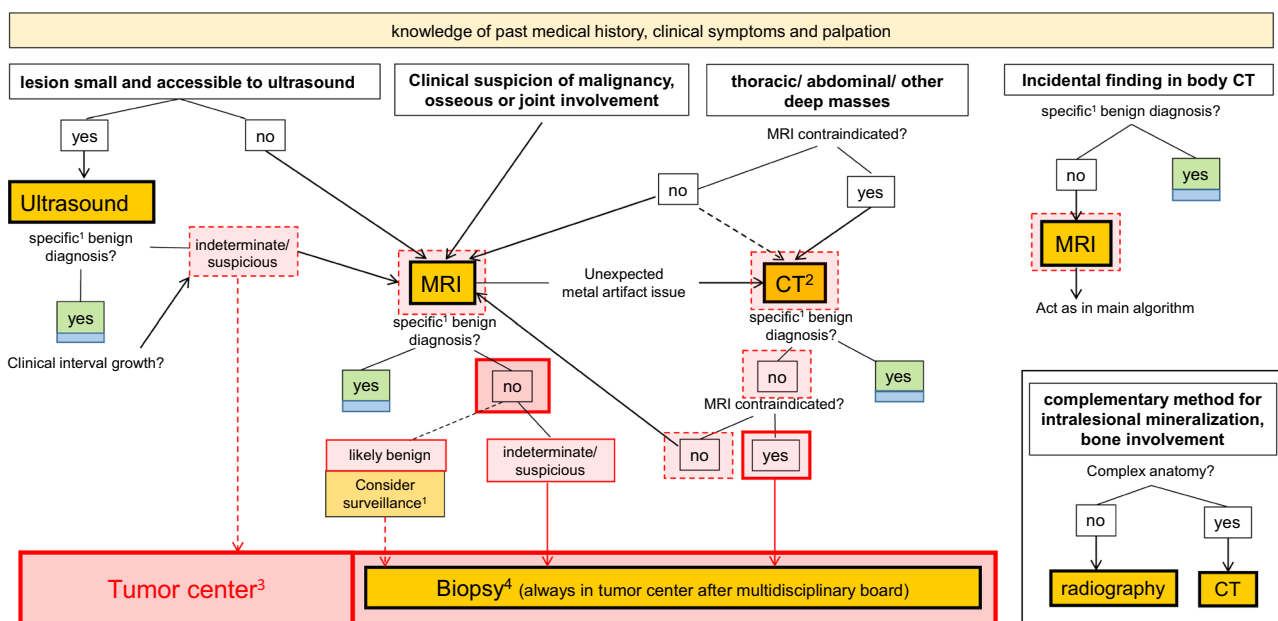 knowledge of past medical history, clinical symptoms and palpation
lesion small and accessible to ultrasound
yes
no
Ultrasound
specific¹ benign
diagnosis?
indeterminate/
suspicious
yes
Clinical interval growth?
Clinical suspicion of malignancy,
osseous or joint involvement
MRI
Unexpected
metal artifact issue
specific¹ benign
diagnosis?
yes
no
likely benign
Consider
surveillance¹
indeterminate/
suspicious
thoracic/ abdominal/ other
deep masses
MRI contraindicated?
no
yes
CT²
specific¹ benign
diagnosis?
no
yes
MRI contraindicated?
no
yes
Tumor center³
Biopsy⁴ (always in tumor center after multidisciplinary board)
Incidental finding in body CT
specific¹ benign diagnosis?
no
yes
MRI
Act as in main algorithm
complementary method for
intralesional mineralization,
bone involvement
Complex anatomy?
no
yes
radiography
CT